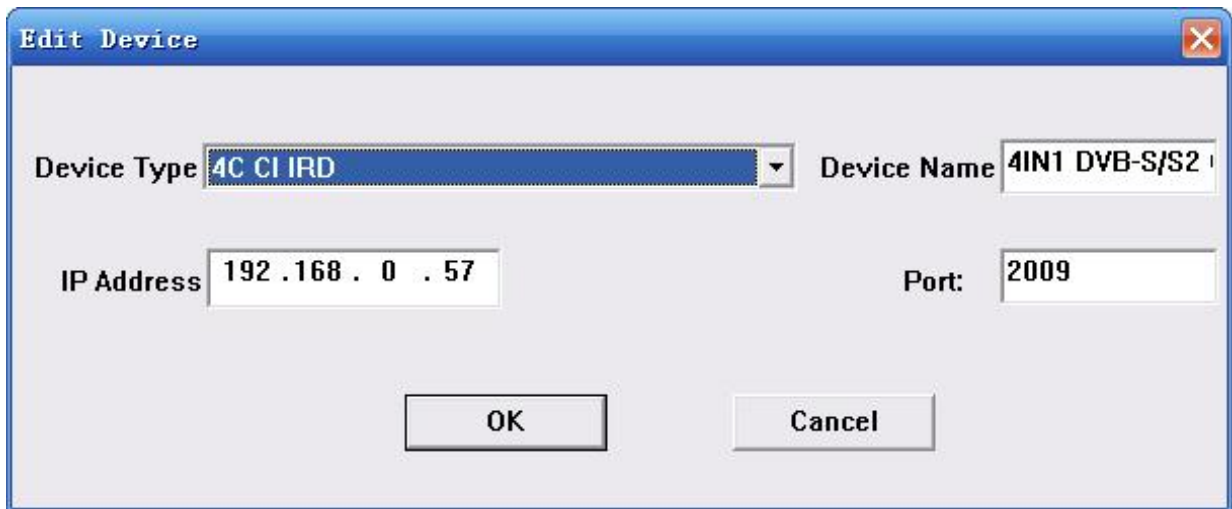 Edit Device
Device Type 4C CI IRD Device Name 4IN1 DVB-S/S2
IP Address 192 .168 . 0 . 57 Port: 2009
OK Cancel